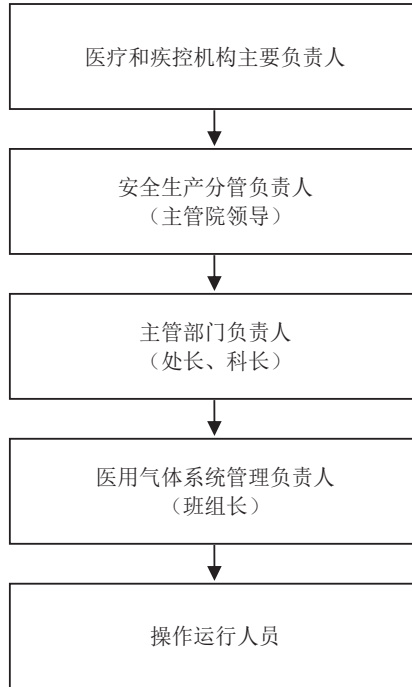 医疗和疾控机构主要负责人
安全生产分管负责人
（主管院领导）
主管部门负责人
（处长、科长）
医用气体系统管理负责人
（班组长）
操作运行人员